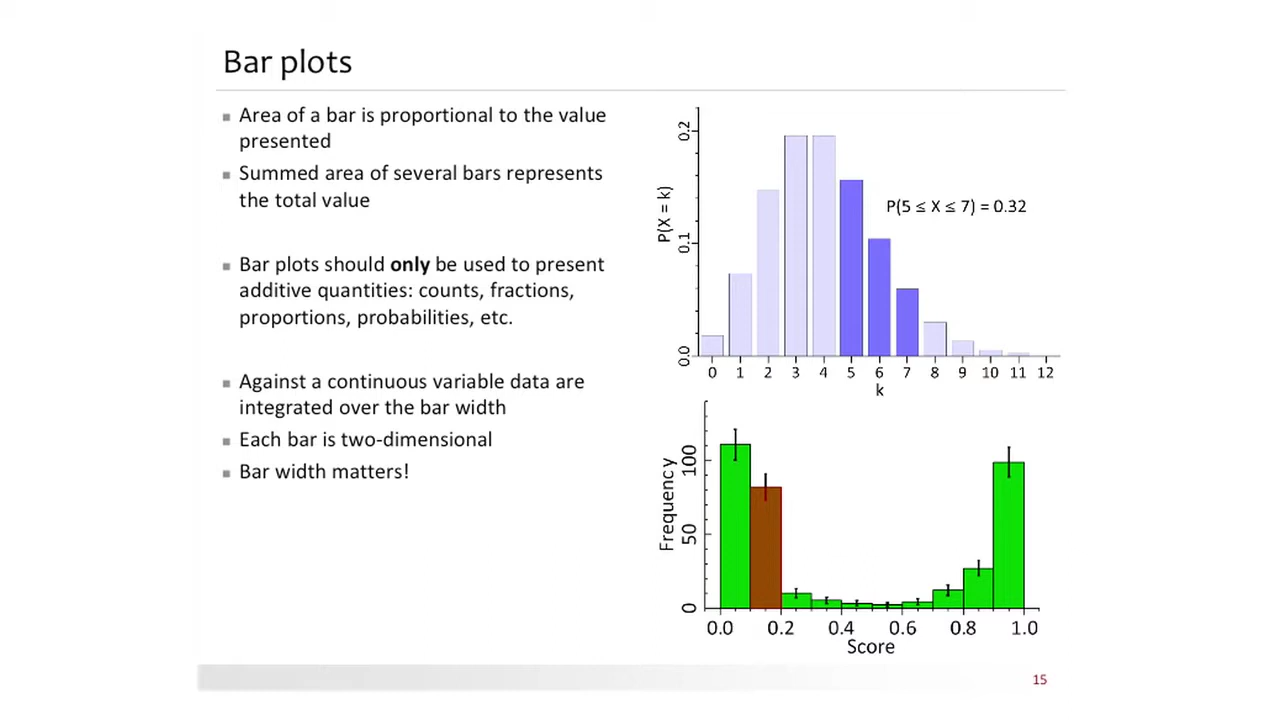 Bar plots
Area of a bar is proportional to the value
presented
Summed area of several bars represents
the total value
Bar plots should only be used to present
additive quantities: counts, fractions,
proportions, probabilities, etc.
Against a continuous variable data are
integrated over the bar width
Each bar is two-dimensional
Bar width matters!
0.2
0.1
0.0
P(X = k)
P(5 ≤ X ≤ 7) = 0.32
0 1 2 3 4 5 6 7 8 9 10 11 12
k
100
50
0
Frequency
0.0 0.2 0.4 0.6 0.8 1.0
Score
15